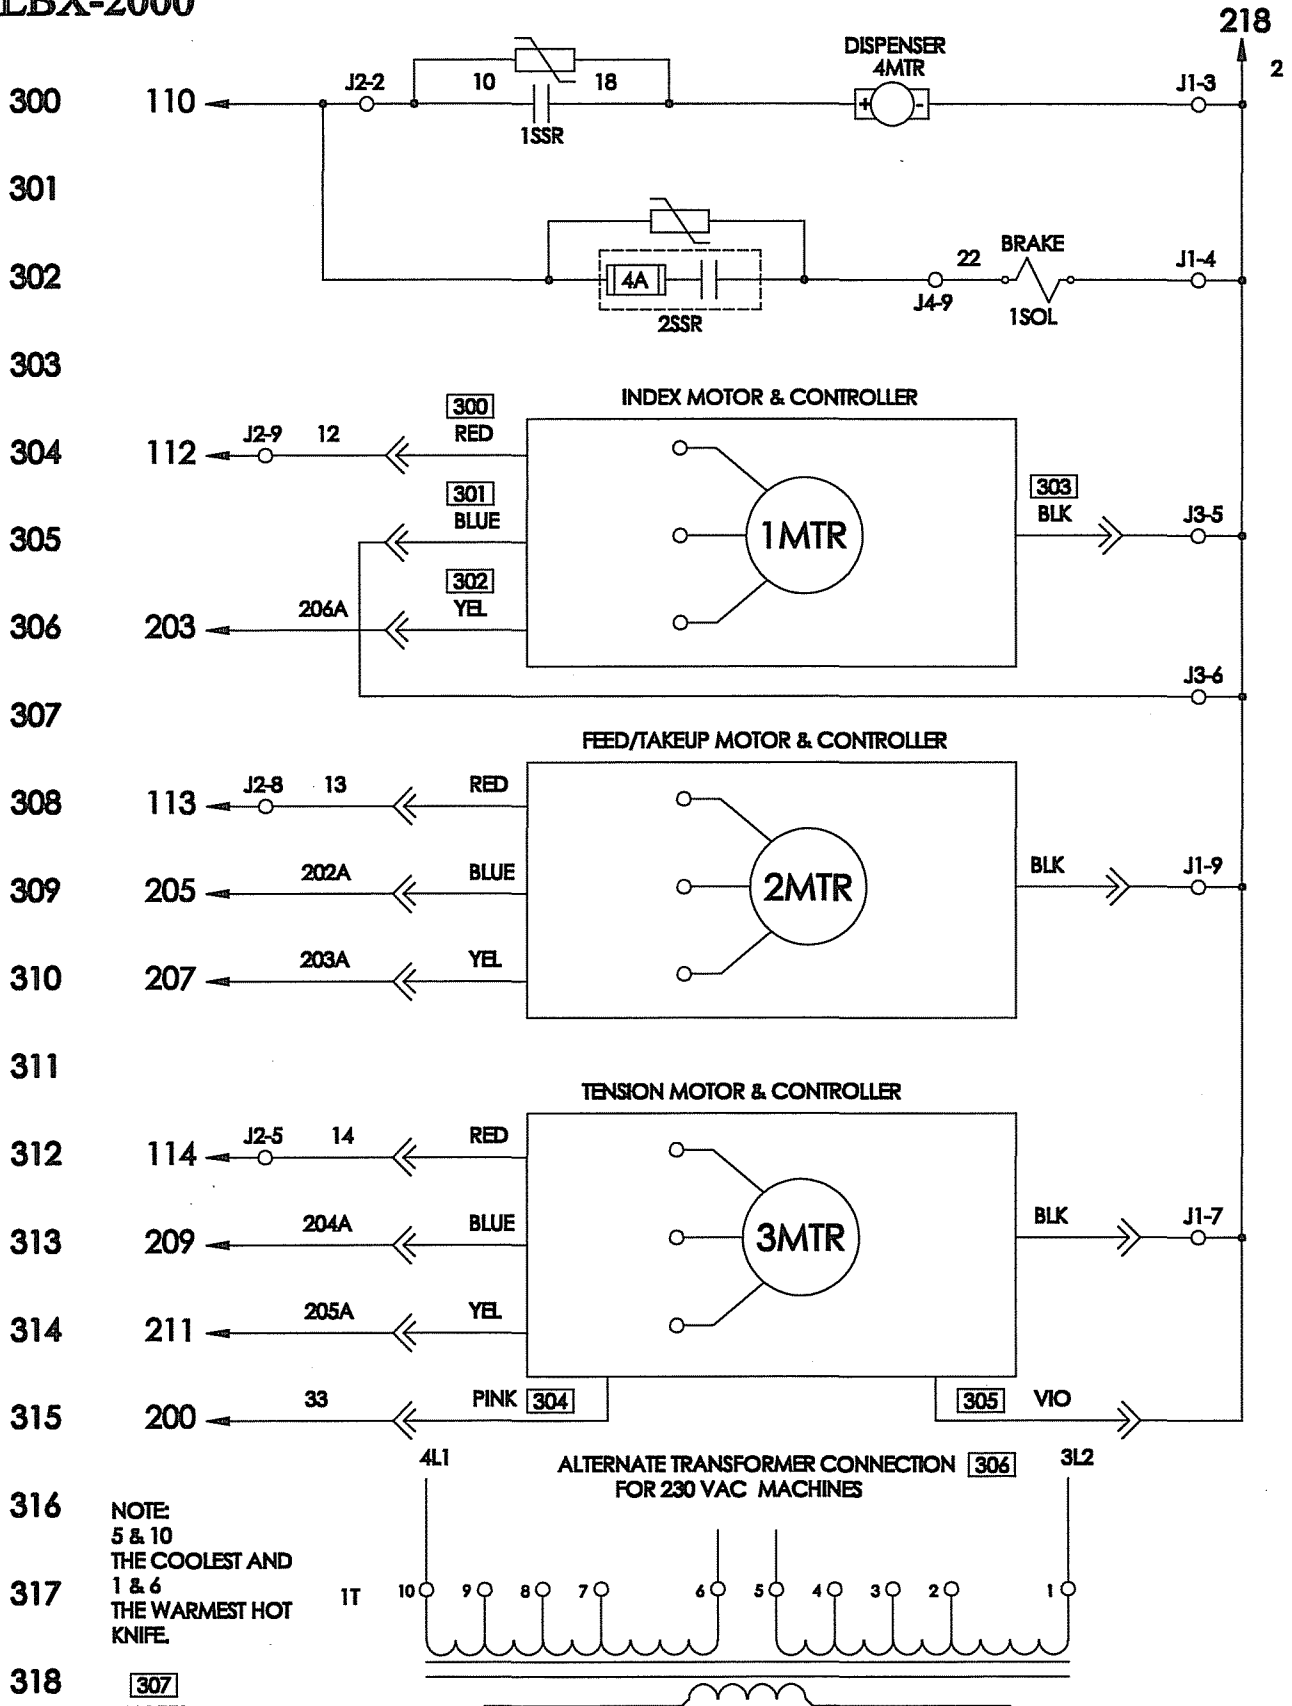 LBX-2000
218
2
DISPENSER
4MTR
300 110 J2-2 10 18 + - J1-3
1SSR
301
302 4A 22 BRAKE J1-4
2SSR J4-9 1SOL
303
INDEX MOTOR & CONTROLLER
300
304 112 J2-9 12 RED
301 303
305 BLUE 1MTR BLK J3-5
302
306 203 206A YEL
J3-6
307
FEED/TAKEUP MOTOR & CONTROLLER
308 113 J2-8 13 RED
309 205 202A BLUE 2MTR BLK J1-9
310 207 203A YEL
311
TENSION MOTOR & CONTROLLER
312 114 J2-5 14 RED
313 209 204A BLUE 3MTR BLK J1-7
314 211 205A YEL
315 200 33 PINK 304 305 VIO
4L1 ALTERNATE TRANSFORMER CONNECTION 306 3L2
FOR 230 VAC MACHINES
316
NOTE:
5 & 10
THE COOLEST AND
1 & 6
THE WARMEST HOT
KNIFE.
317 1T 10 9 8 7 6 5 4 3 2 1
318 307